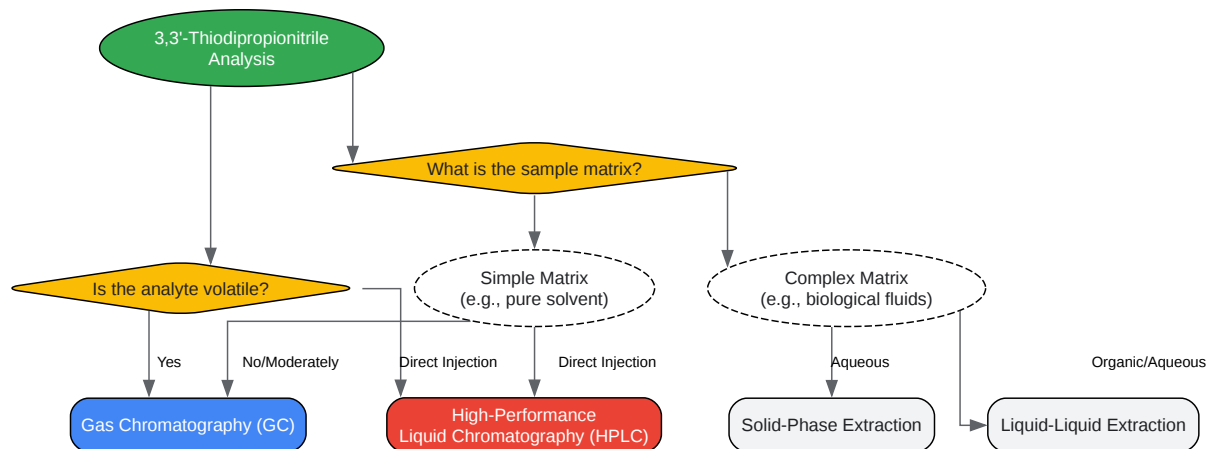 3,3'-Thiodipropionitrile
Analysis
What is the sample matrix?
Is the analyte volatile?
Simple Matrix
(e.g., pure solvent)
Complex Matrix
(e.g., biological fluids)
Yes
No/Moderately
Direct Injection
Direct Injection
Aqueous
Organic/Aqueous
Gas Chromatography (GC)
High-Performance
Liquid Chromatography (HPLC)
Solid-Phase Extraction
Liquid-Liquid Extraction